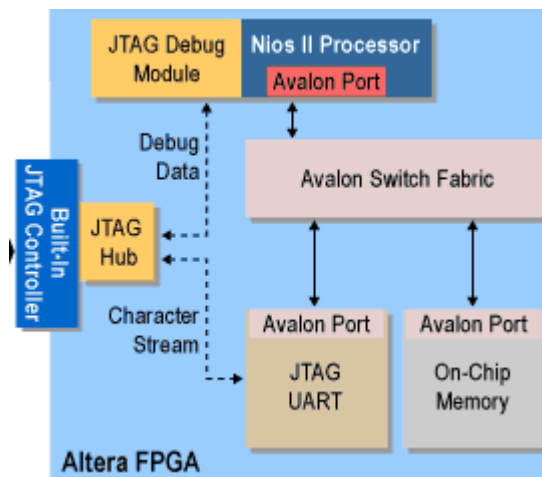 JTAG Debug
Module
Nios II Processor
Avalon Port
Debug
Data
Avalon Switch Fabric
Built-In
JTAG Controller
JTAG
Hub
Character
Stream
Avalon Port
JTAG
UART
Avalon Port
On-Chip
Memory
Altera FPGA